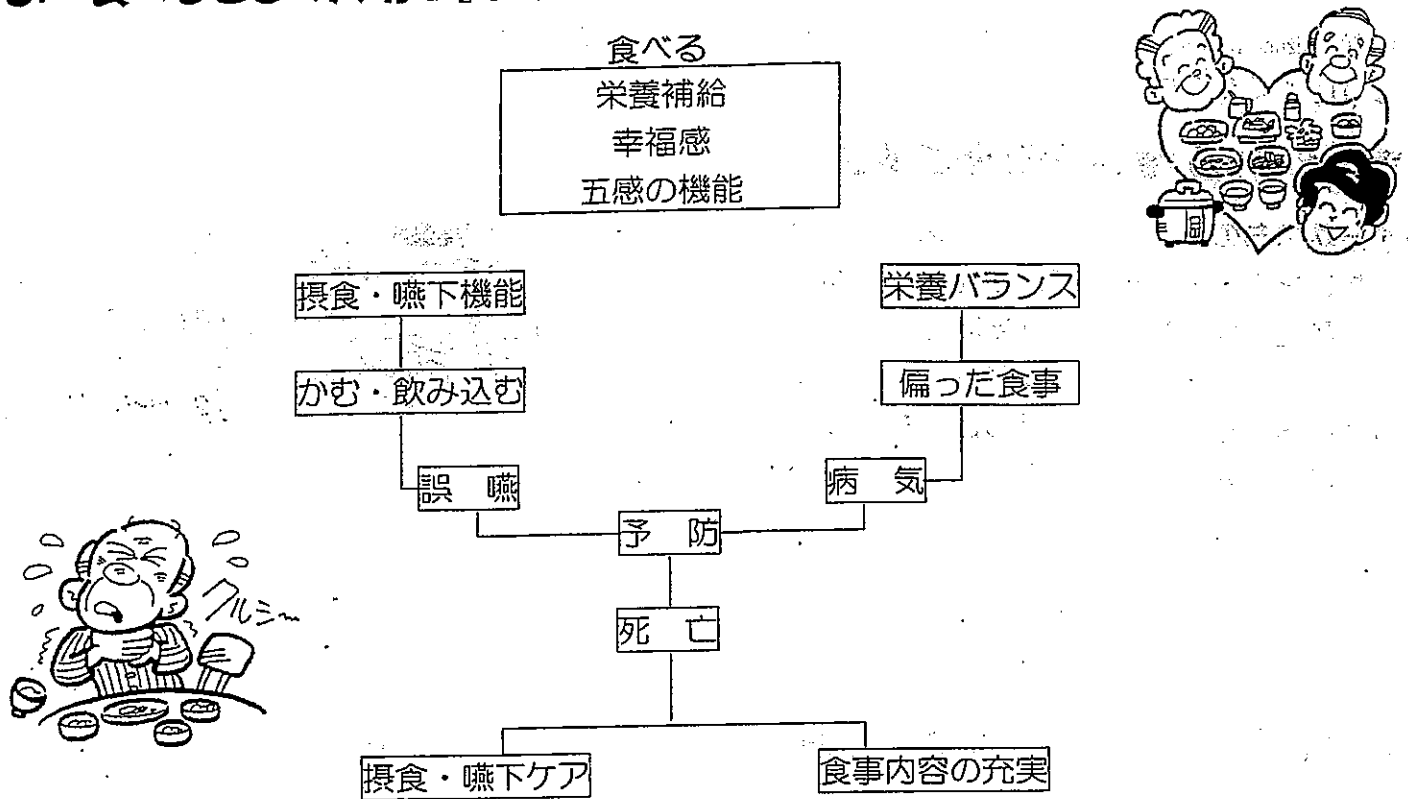 食べる
栄養補給
幸福感
五感の機能
摂食・嚥下機能
栄養バランス
かむ・飲み込む
偏った食事
誤 嚥
病 気
予 防
クルシ〜
死 亡
摂食・嚥下ケア
食事内容の充実